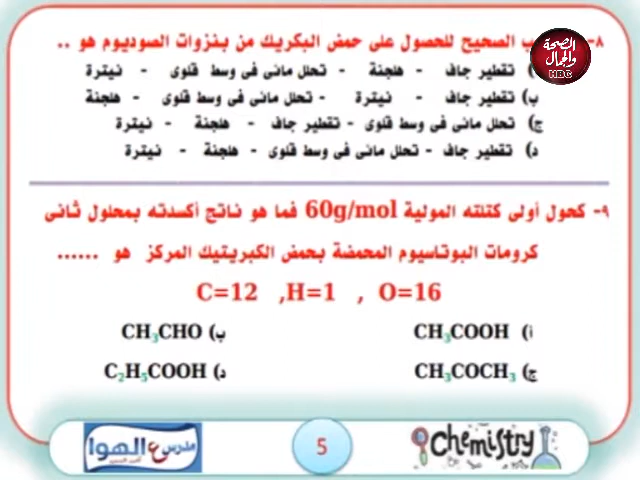 الصحة
والجمال
HBC
٨- ب الصحيح للحصول على حمض البكريك من بنزوات الصوديوم هو ..
) تقطير جاف - هلجنة - تحلل مائى فى وسط قلوى - نيترة
ب) تقطير جاف - نيترة - تحلل مائى فى وسط قلوى - هلجنة
ج) تحلل مائى فى وسط قلوى - تقطير جاف - هلجنة - نيترة
د) تقطير جاف - تحلل مائى فى وسط قلوى - هلجنة - نيترة
٩- كحول أولى كتلته المولية 60g/mol فما هو ناتج أكسدته بمحلول ثانى
كرومات البوتاسيوم المحمضة بحمض الكبريتيك المركز هو ......
C=12 ,H=1 , O=16
أ) CH₃COOH ب) CH₃CHO
ج) CH₃COCH₃ د) C₂H₅COOH
Chemistry 5 مدرس ع الهوا